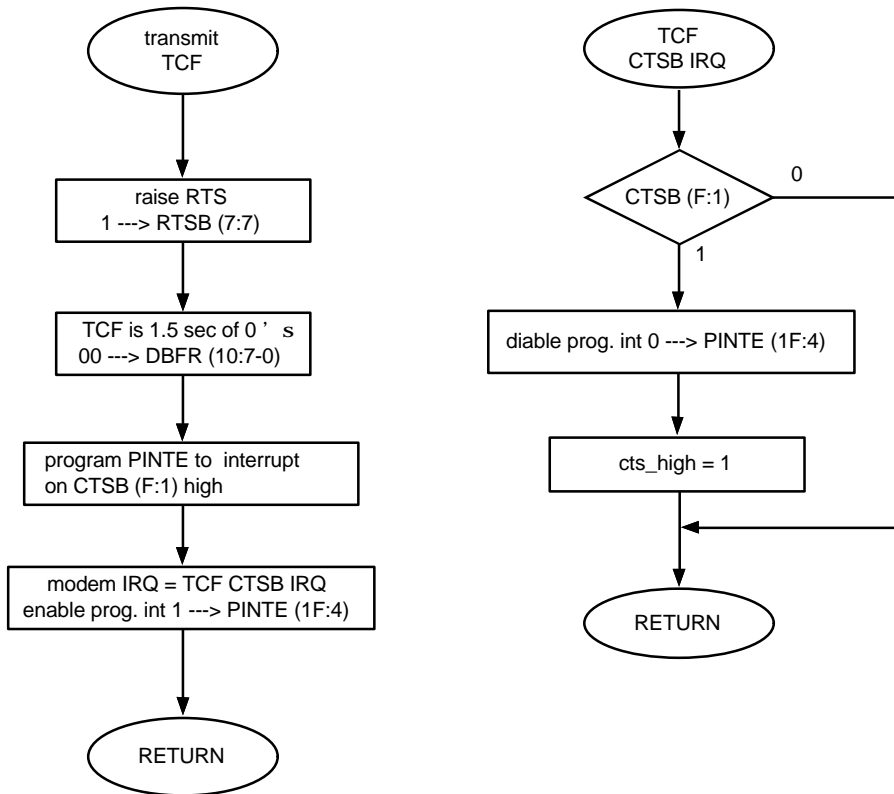 transmit
TCF
raise RTS
1 ---> RTSB (7:7)
TCF is 1.5 sec of 0 ' s
00 ---> DBFR (10:7-0)
program PINTE to interrupt
on CTSB (F:1) high
modem IRQ = TCF CTSB IRQ
enable prog. int 1 ---> PINTE (1F:4)
RETURN
TCF
CTSB IRQ
CTSB (F:1)
0
1
diable prog. int 0 ---> PINTE (1F:4)
cts_high = 1
RETURN